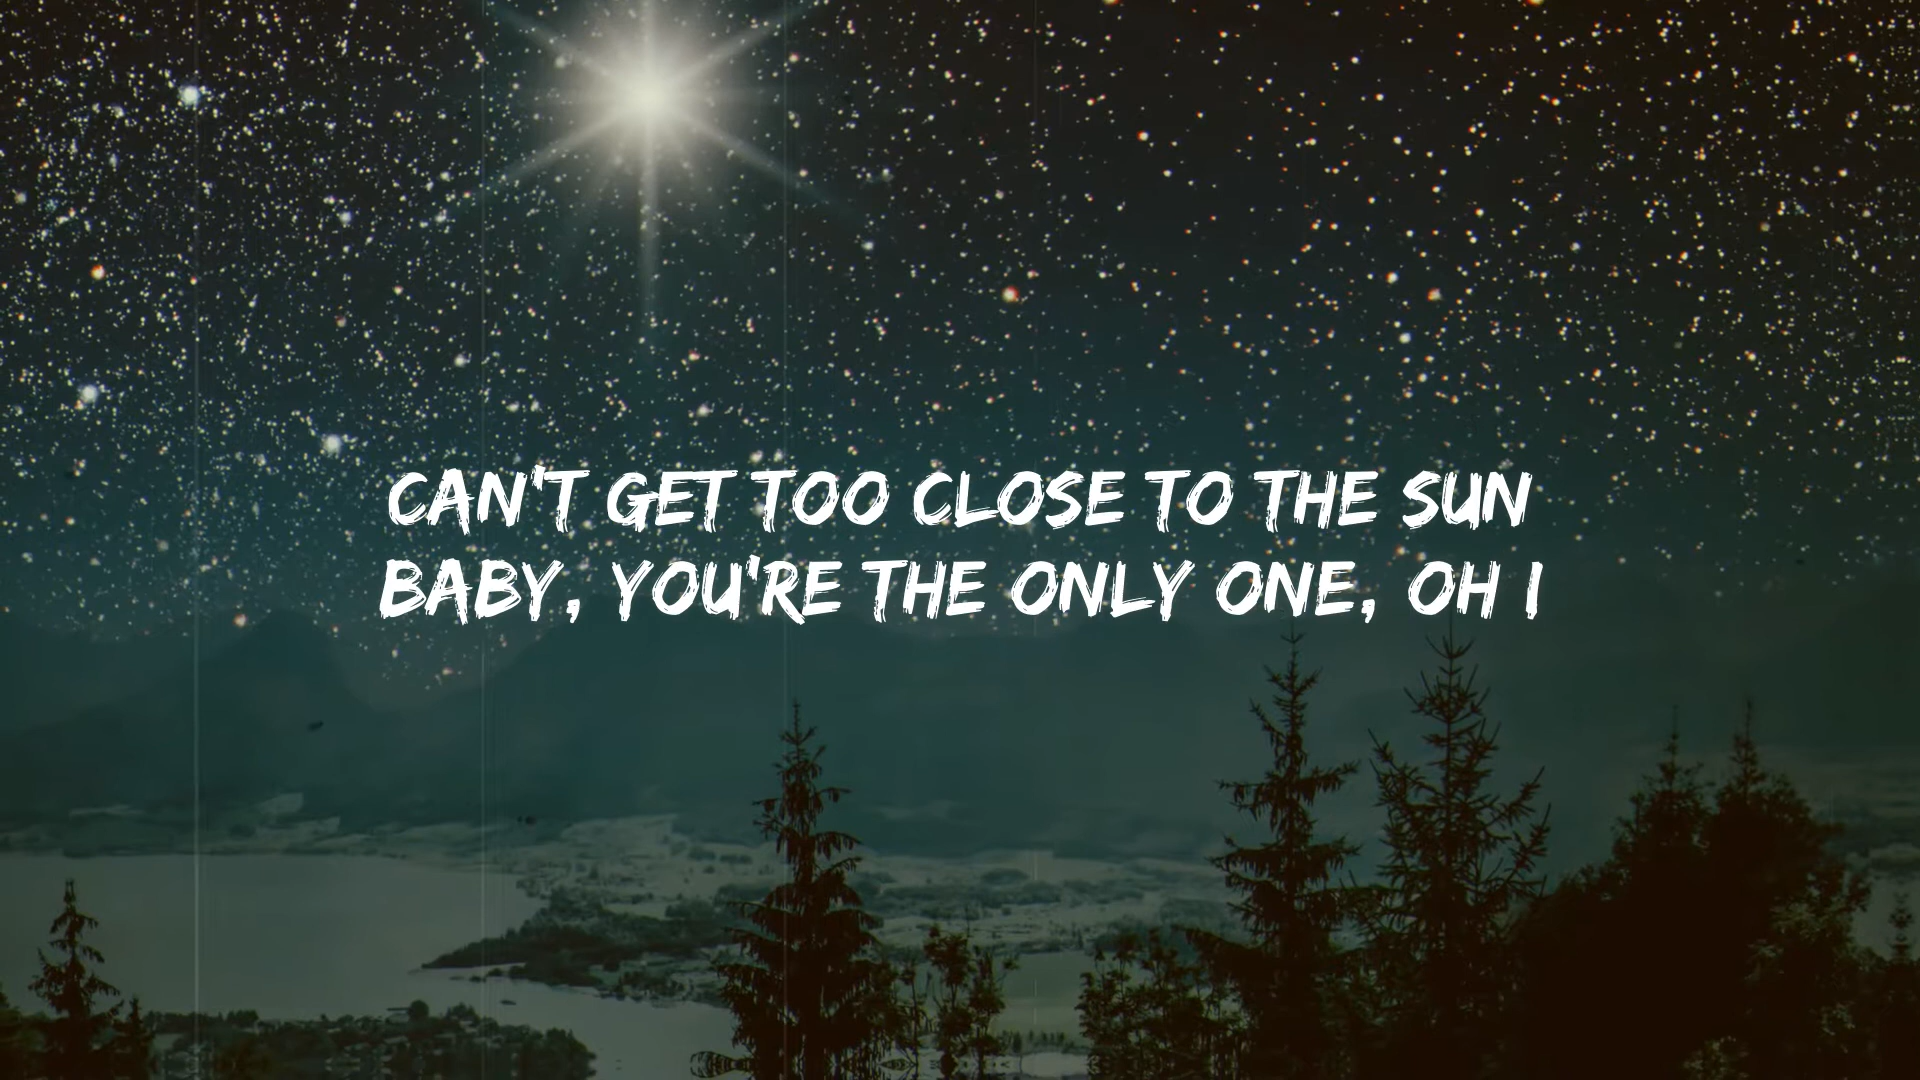 CAN'T GET TOO CLOSE TO THE SUN
BABY, YOU'RE THE ONLY ONE, OH I